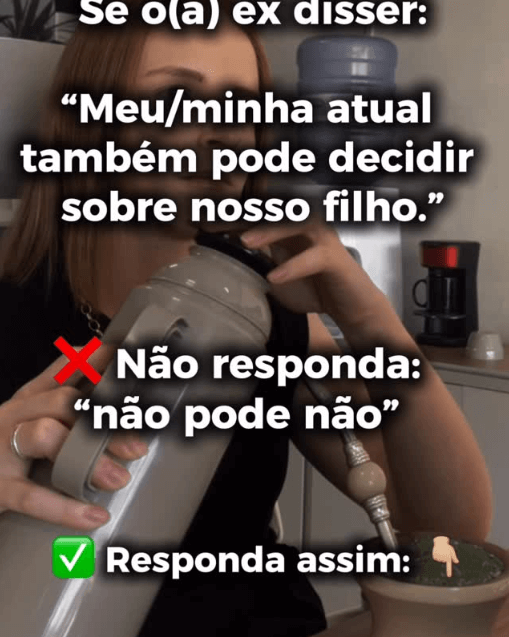 Se o(a) ex disser:
“Meu/minha atual
também pode decidir
sobre nosso filho.”
❌ Não responda:
“não pode não”
✅ Responda assim: 👇🏻